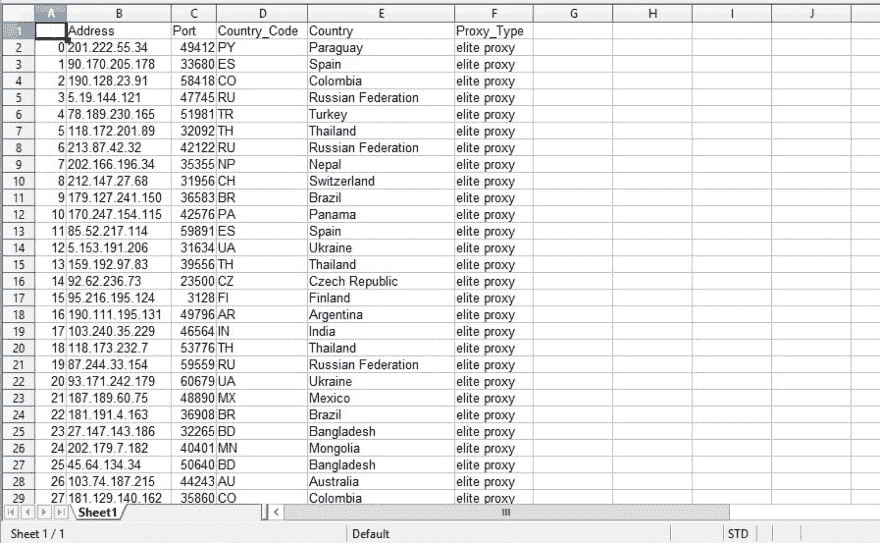 A B C D E F G H I J
1 Address Port Country_Code Country Proxy_Type
2 0 201.222.55.34 49412 PY Paraguay elite proxy
3 1 90.170.205.178 33680 ES Spain elite proxy
4 2 190.128.23.91 58418 CO Colombia elite proxy
5 3 5.19.144.121 47745 RU Russian Federation elite proxy
6 4 78.189.230.165 51981 TR Turkey elite proxy
7 5 118.172.201.89 32092 TH Thailand elite proxy
8 6 213.87.42.32 42122 RU Russian Federation elite proxy
9 7 202.166.196.34 35355 NP Nepal elite proxy
10 8 212.147.27.68 31956 CH Switzerland elite proxy
11 9 179.127.241.150 36583 BR Brazil elite proxy
12 10 170.247.154.115 42576 PA Panama elite proxy
13 11 85.52.217.114 59891 ES Spain elite proxy
14 12 5.153.191.206 31634 UA Ukraine elite proxy
15 13 159.192.97.83 39556 TH Thailand elite proxy
16 14 92.62.236.73 23500 CZ Czech Republic elite proxy
17 15 95.216.195.124 3128 FI Finland elite proxy
18 16 190.111.195.131 49796 AR Argentina elite proxy
19 17 103.240.35.229 46564 IN India elite proxy
20 18 118.173.232.7 53776 TH Thailand elite proxy
21 19 87.244.33.154 59559 RU Russian Federation elite proxy
22 20 93.171.242.179 60679 UA Ukraine elite proxy
23 21 187.189.60.75 48890 MX Mexico elite proxy
24 22 181.191.4.163 36908 BR Brazil elite proxy
25 23 27.147.143.186 32265 BD Bangladesh elite proxy
26 24 202.179.7.182 40401 MN Mongolia elite proxy
27 25 45.64.134.34 50640 BD Bangladesh elite proxy
28 26 103.74.187.215 44243 AU Australia elite proxy
29 27 181.129.140.162 35860 CO Colombia elite proxy
Sheet1
Sheet 1 / 1 Default STD